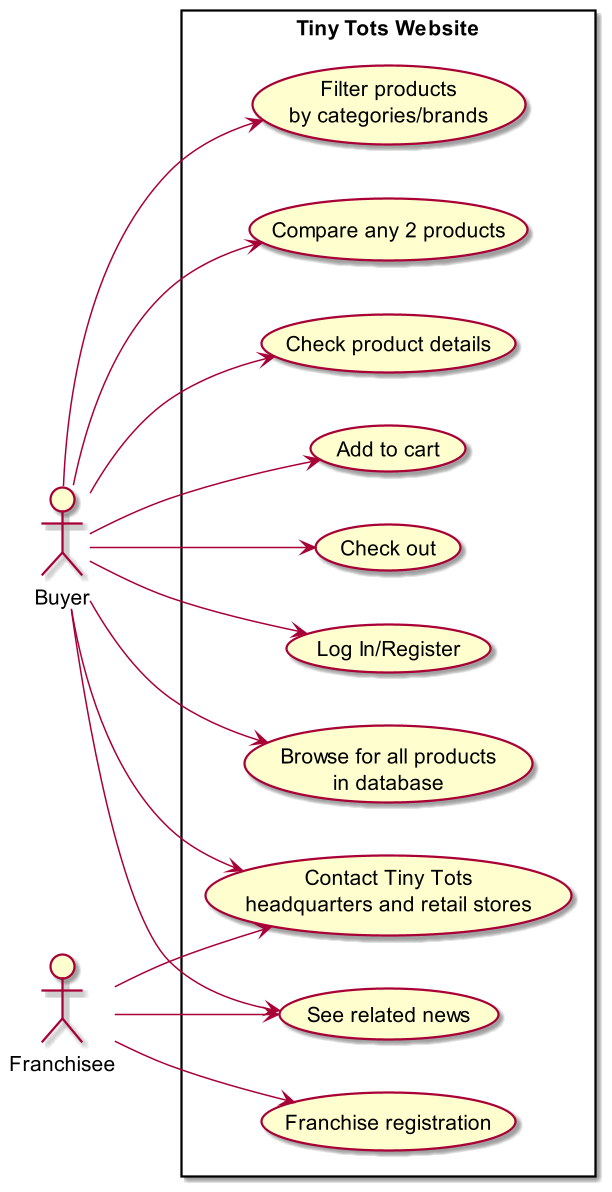 Tiny Tots Website
Filter products
by categories/brands
Compare any 2 products
Check product details
Add to cart
Check out
Buyer
Log In/Register
Browse for all products
in database
Contact Tiny Tots
headquarters and retail stores
See related news
Franchisee
Franchise registration